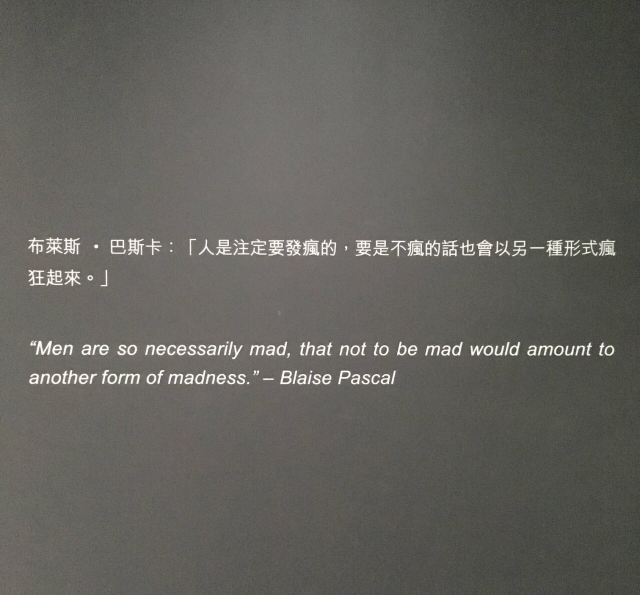 布萊斯 • 巴斯卡：「人是注定要發瘋的，要是不瘋的話也會以另一種形式瘋
狂起來。」
“Men are so necessarily mad, that not to be mad would amount to
another form of madness.” – Blaise Pascal